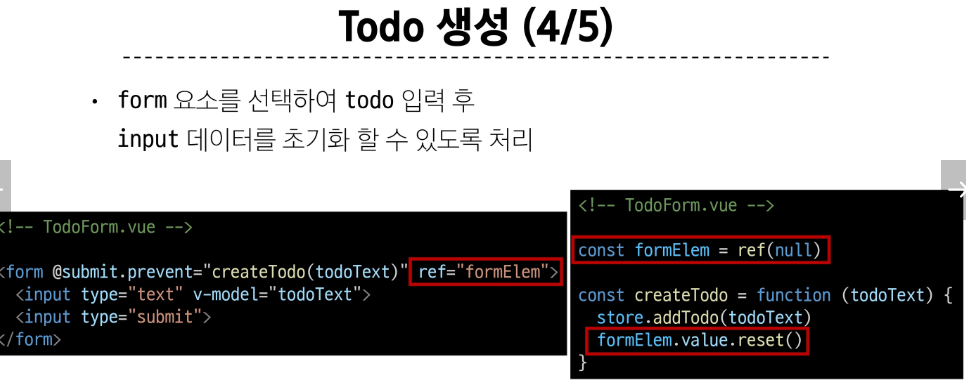 Todo 생성 (4/5)
• form 요소를 선택하여 todo 입력 후
input 데이터를 초기화 할 수 있도록 처리
<!-- TodoForm.vue -->
<form @submit.prevent="createTodo(todoText)" ref="formElem">
<input type="text" v-model="todoText">
<input type="submit">
</form>
<!-- TodoForm.vue -->
const formElem = ref(null)
const createTodo = function (todoText) {
store.addTodo(todoText)
formElem.value.reset()
}